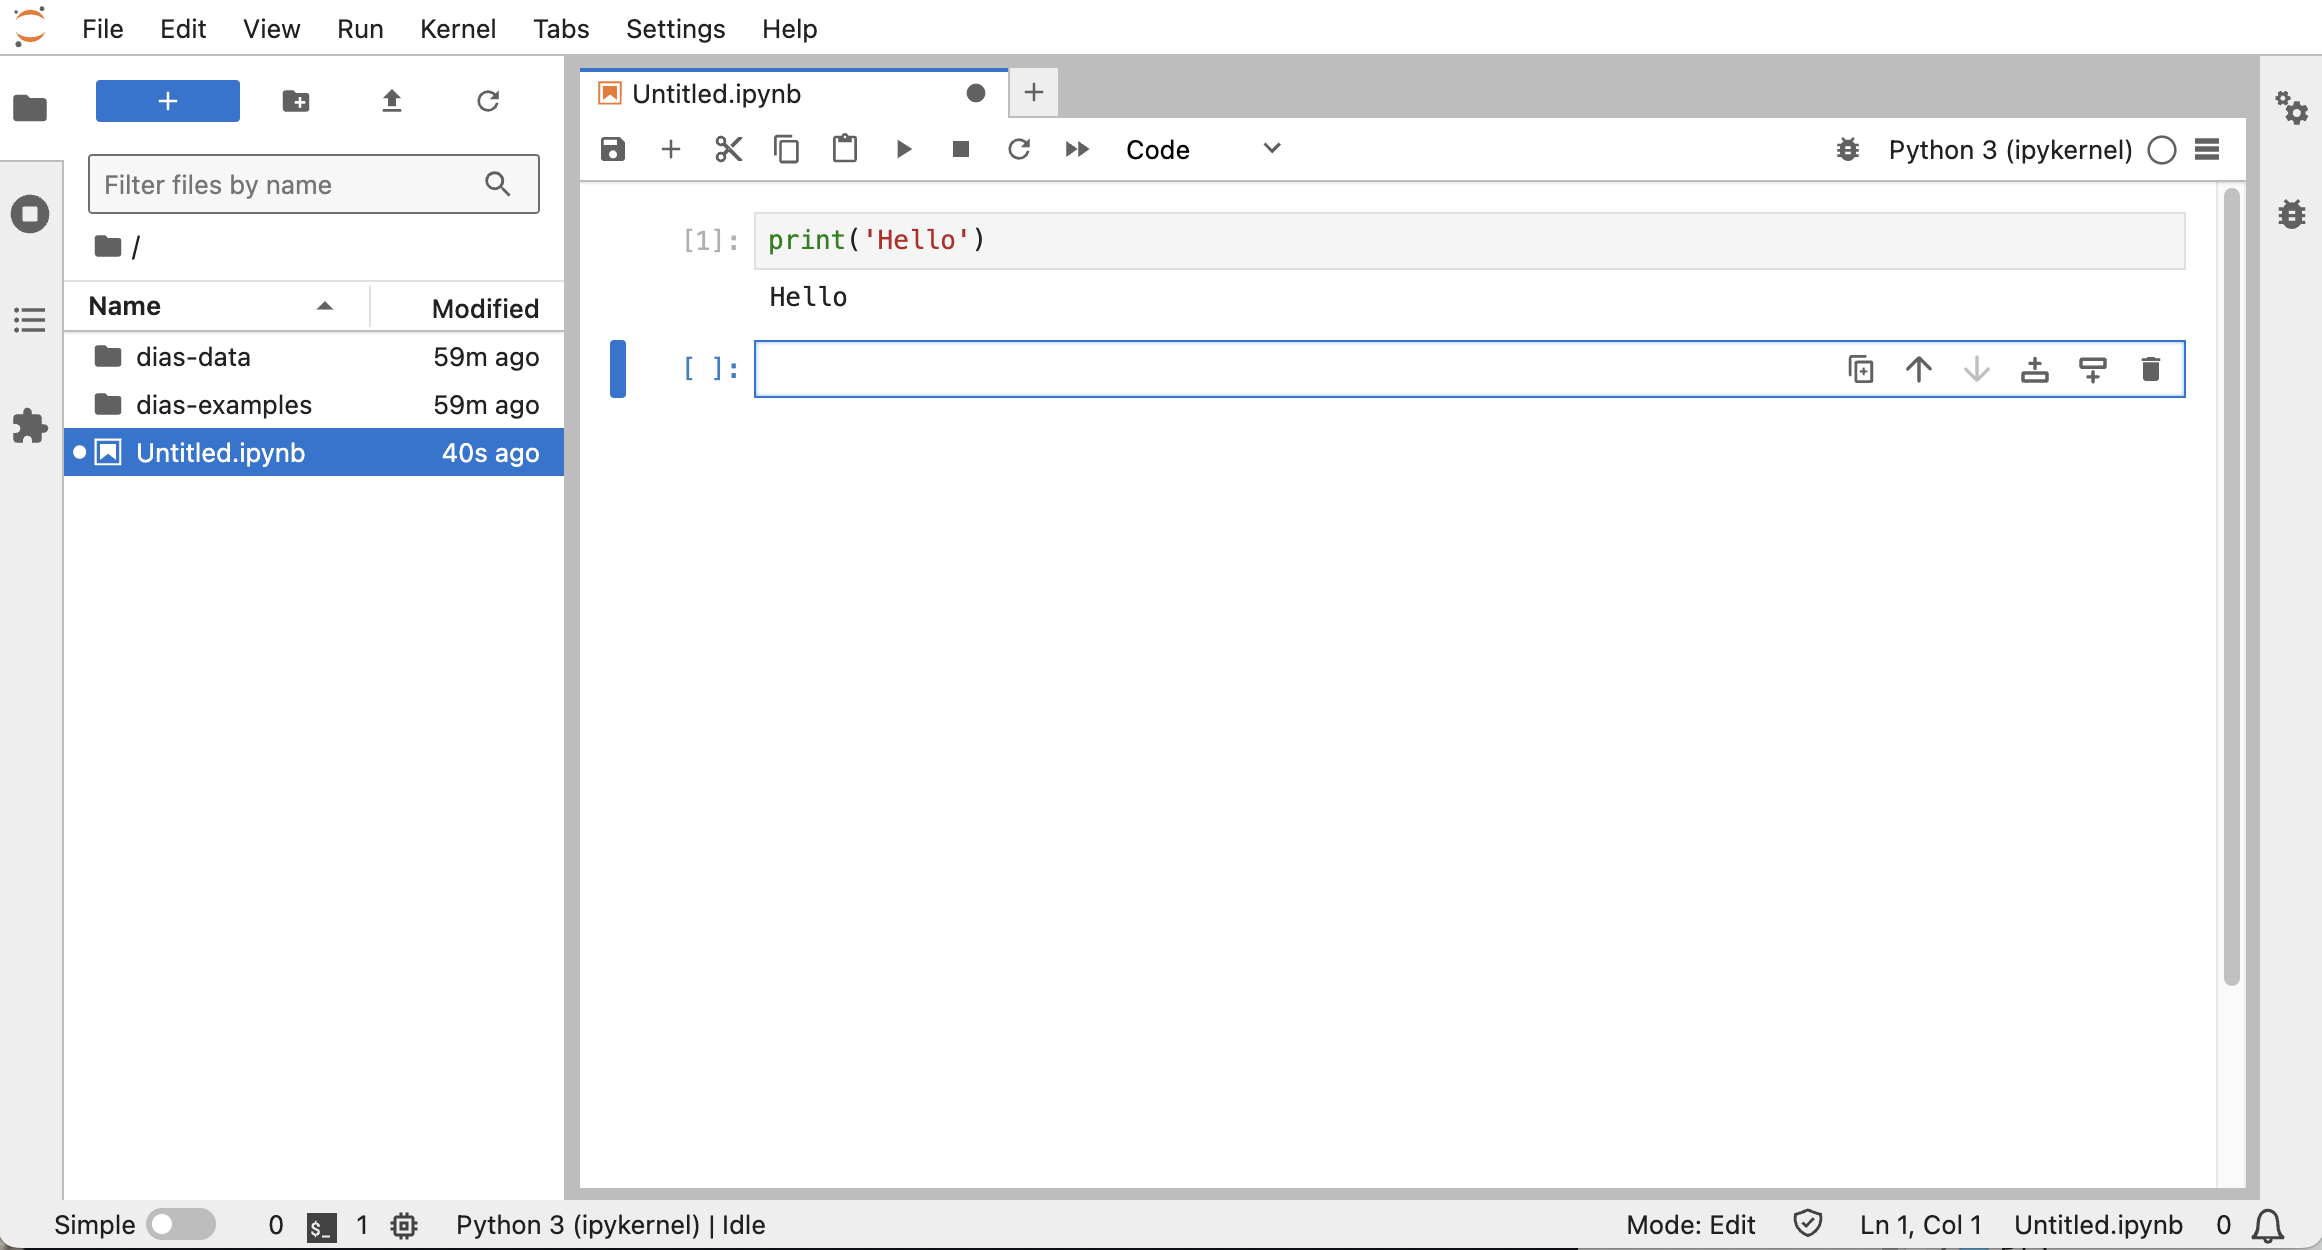 File Edit View Run Kernel Tabs Settings Help
Untitled.ipynb
Filter files by name
Code
Python 3 (ipykernel)
/
Name Modified
dias-data 59m ago
dias-examples 59m ago
Untitled.ipynb 40s ago
[1]: print('Hello')
Hello
[ ]:
Simple 0 $_ 1 Python 3 (ipykernel) | Idle Mode: Edit Ln 1, Col 1 Untitled.ipynb 0